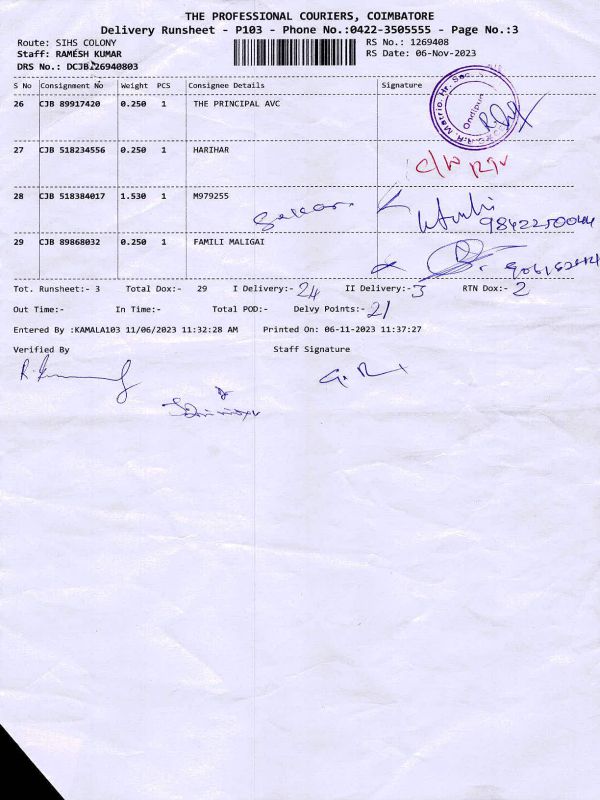 THE PROFESSIONAL COURIERS, COIMBATORE
Delivery Runsheet - P103 - Phone No.:0422-3505555 - Page No.:3
Route: SIHS COLONY RS No.: 1269408
Staff: RAMESH KUMAR RS Date: 06-Nov-2023
DRS No.: DCJB126940803
S No Consignment No Weight PCS Consignee Details Signature
26 CJB 89917420 0.250 1 THE PRINCIPAL AVC
27 CJB 518234556 0.250 1 HARIHAR
28 CJB 518384017 1.530 1 M979255
29 CJB 89868032 0.250 1 FAMILI MALIGAI
Tot. Runsheet:- 3 Total Dox:- 29 I Delivery:- 24 II Delivery:- 3 RTN Dox:- 2
Out Time:- In Time:- Total POD:- Delvy Points:- 21
Entered By :KAMALA103 11/06/2023 11:32:28 AM Printed On: 06-11-2023 11:37:27
Verified By Staff Signature